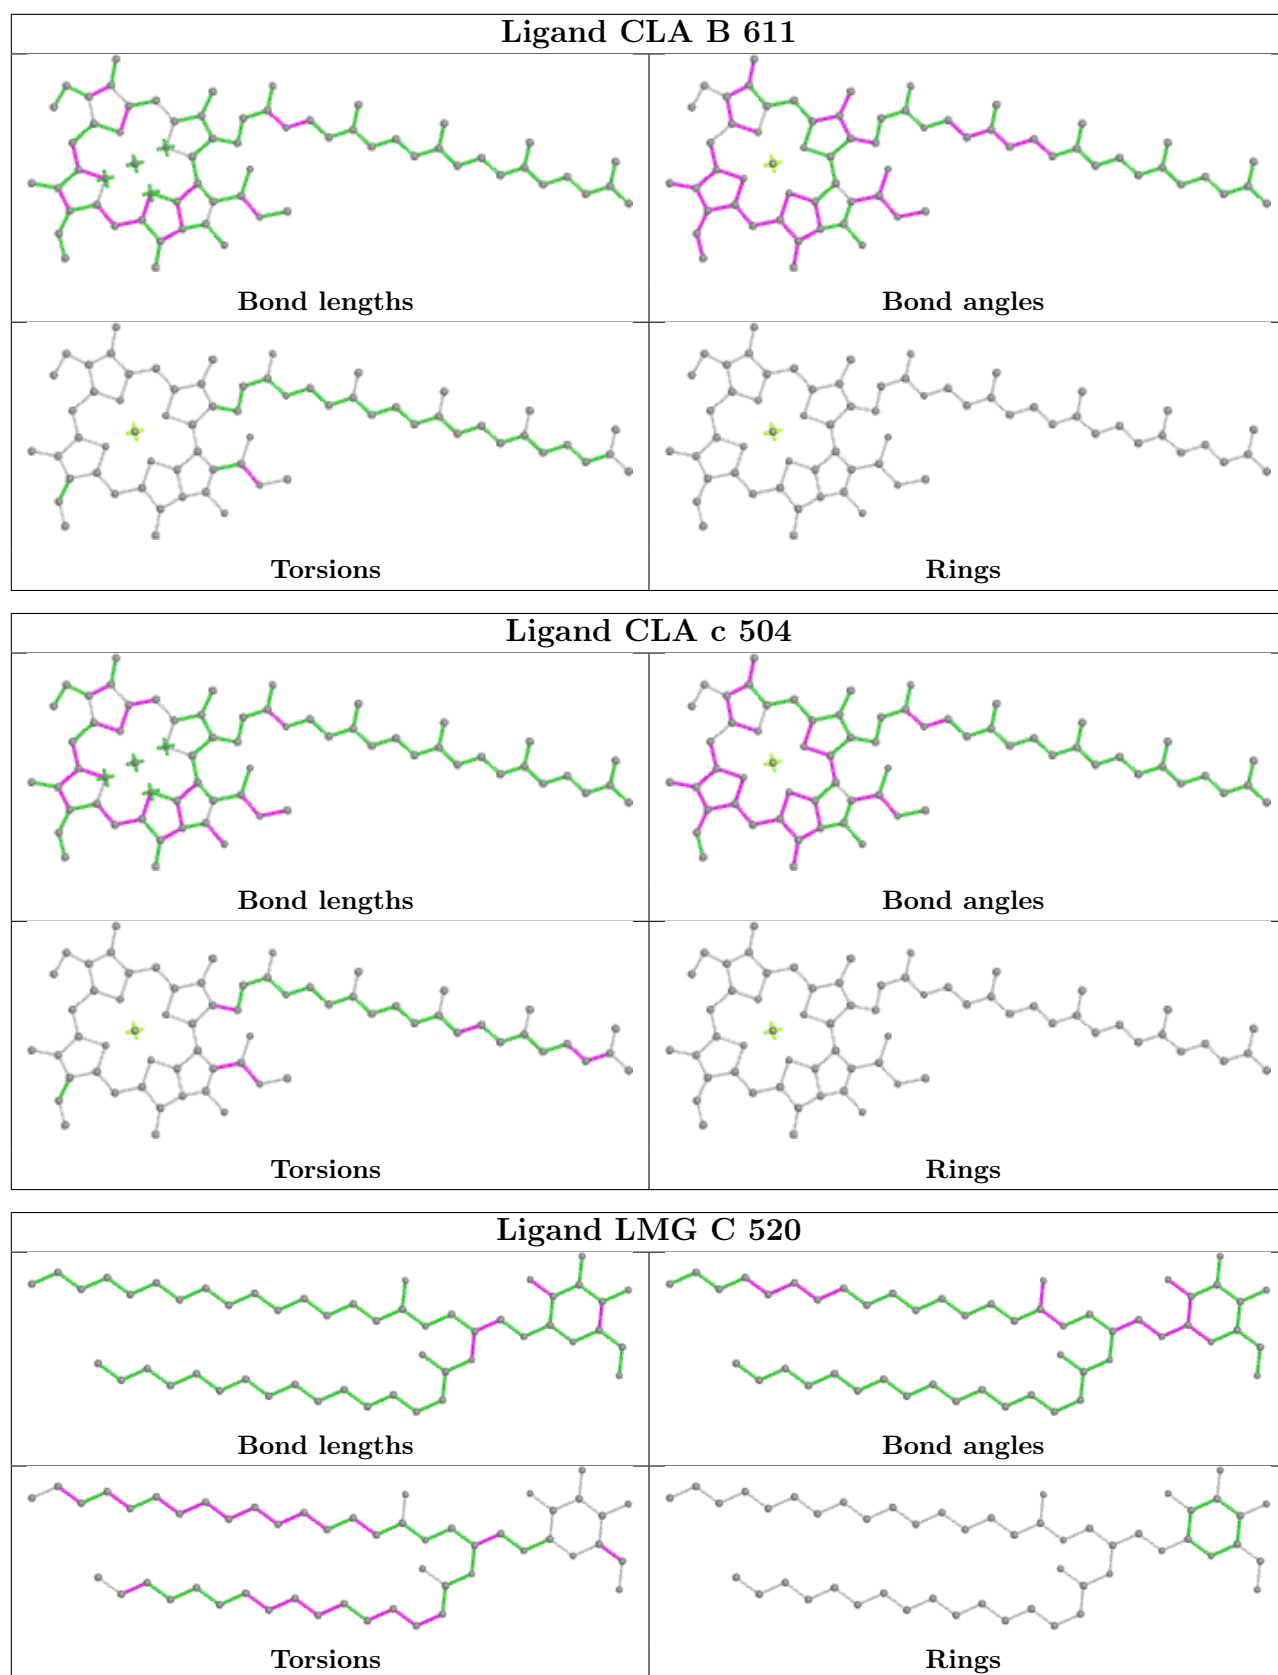 Ligand CLA B 611
Bond lengths
Bond angles
Torsions
Rings
Ligand CLA c 504
Bond lengths
Bond angles
Torsions
Rings
Ligand LMG C 520
Bond lengths
Bond angles
Torsions
Rings